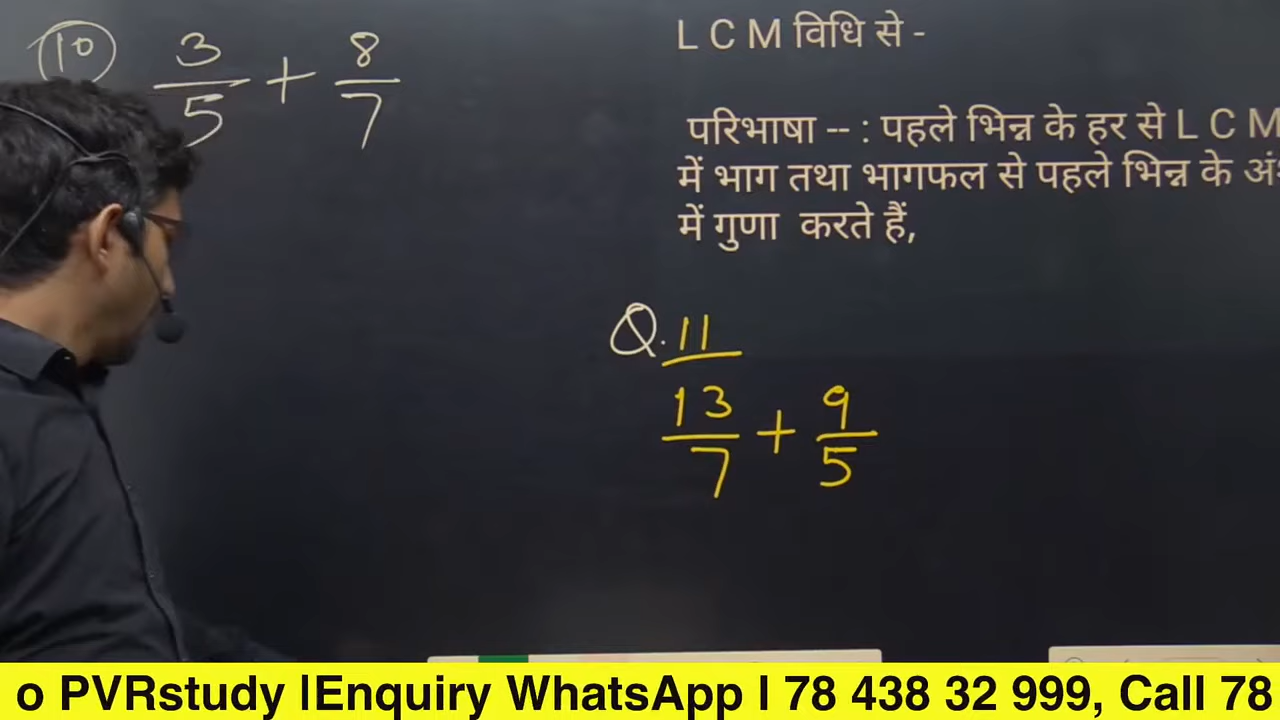 10
3/5 + 8/7
L C M विधि से -
परिभाषा -- : पहले भिन्न के हर से L C M
में भाग तथा भागफल से पहले भिन्न के
में गुणा करते हैं,
Q. 11
13/7 + 9/5
o PVRstudy |Enquiry WhatsApp | 78 438 32 999, Call 78